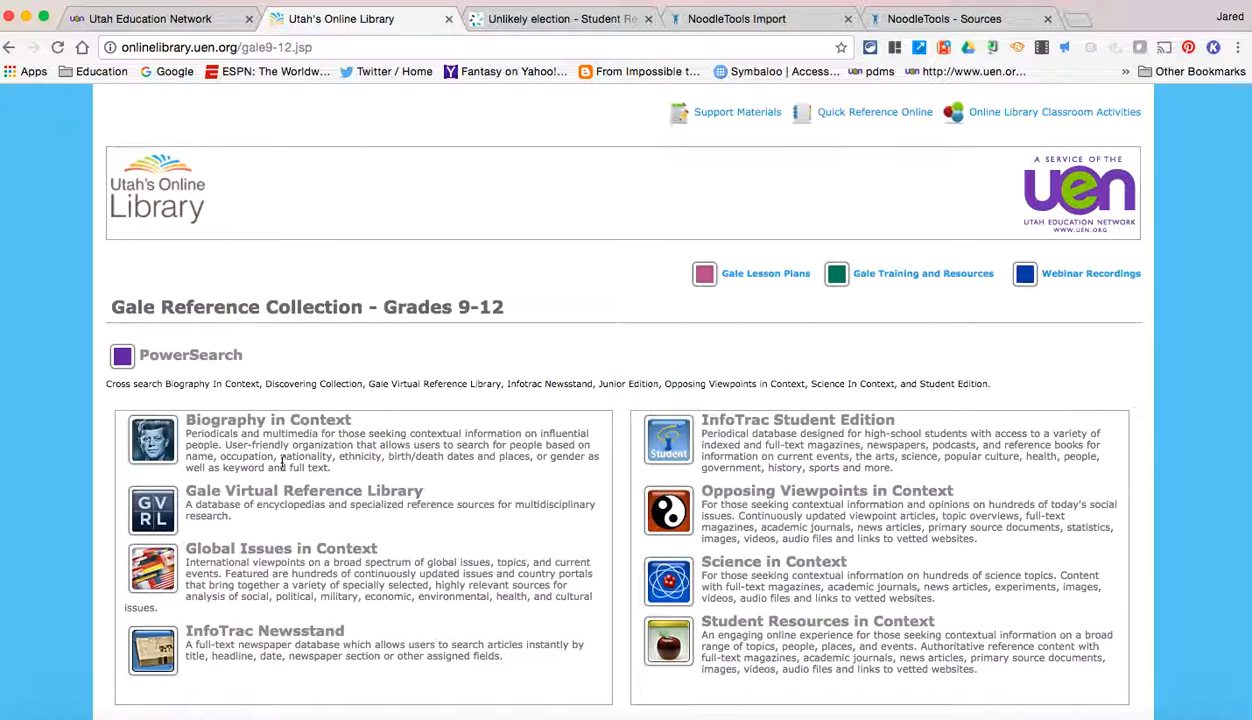 Utah Education Network
Utah's Online Library
Unlikely election - Student Re
NoodleTools Import
NoodleTools - Sources
Jared
onlinelibrary.uen.org/gale9-12.jsp
Apps Education Google ESPN: The Worldw... Twitter / Home Fantasy on Yahoo!... From Impossible t... Symbaloo | Access... pdms http://www.uen.or... » Other Bookmarks
Support Materials Quick Reference Online Online Library Classroom Activities
Utah's Online
Library
A SERVICE OF THE
uen
UTAH EDUCATION NETWORK
WWW.UEN.ORG
Gale Lesson Plans Gale Training and Resources Webinar Recordings
Gale Reference Collection - Grades 9-12
PowerSearch
Cross search Biography In Context, Discovering Collection, Gale Virtual Reference Library, Infotrac Newsstand, Junior Edition, Opposing Viewpoints in Context, Science In Context, and Student Edition.
Biography in Context
Periodicals and multimedia for those seeking contextual information on influential
people. User-friendly organization that allows users to search for people based on
name, occupation, nationality, ethnicity, birth/death dates and places, or gender as
well as keyword and full text.
GV
RL
Gale Virtual Reference Library
A database of encyclopedias and specialized reference sources for multidisciplinary
research.
Global Issues in Context
International viewpoints on a broad spectrum of global issues, topics, and current
events. Featured are hundreds of continuously updated issues and country portals
that bring together a variety of specially selected, highly relevant sources for
analysis of social, political, military, economic, environmental, health, and cultural
issues.
InfoTrac Newsstand
A full-text newspaper database which allows users to search articles instantly by
title, headline, date, newspaper section or other assigned fields.
Student
InfoTrac Student Edition
Periodical database designed for high-school students with access to a variety of
indexed and full-text magazines, newspapers, podcasts, and reference books for
information on current events, the arts, science, popular culture, health, people,
government, history, sports and more.
Opposing Viewpoints in Context
For those seeking contextual information and opinions on hundreds of today's social
issues. Continuously updated viewpoint articles, topic overviews, full-text
magazines, academic journals, news articles, primary source documents, statistics,
images, videos, audio files and links to vetted websites.
Science in Context
For those seeking contextual information on hundreds of science topics. Content
with full-text magazines, academic journals, news articles, experiments, images,
videos, audio files and links to vetted websites.
Student Resources in Context
An engaging online experience for those seeking contextual information on a broad
range of topics, people, places, and events. Authoritative reference content with
full-text magazines, academic journals, news articles, primary source documents,
images, videos, audio files and links to vetted websites.